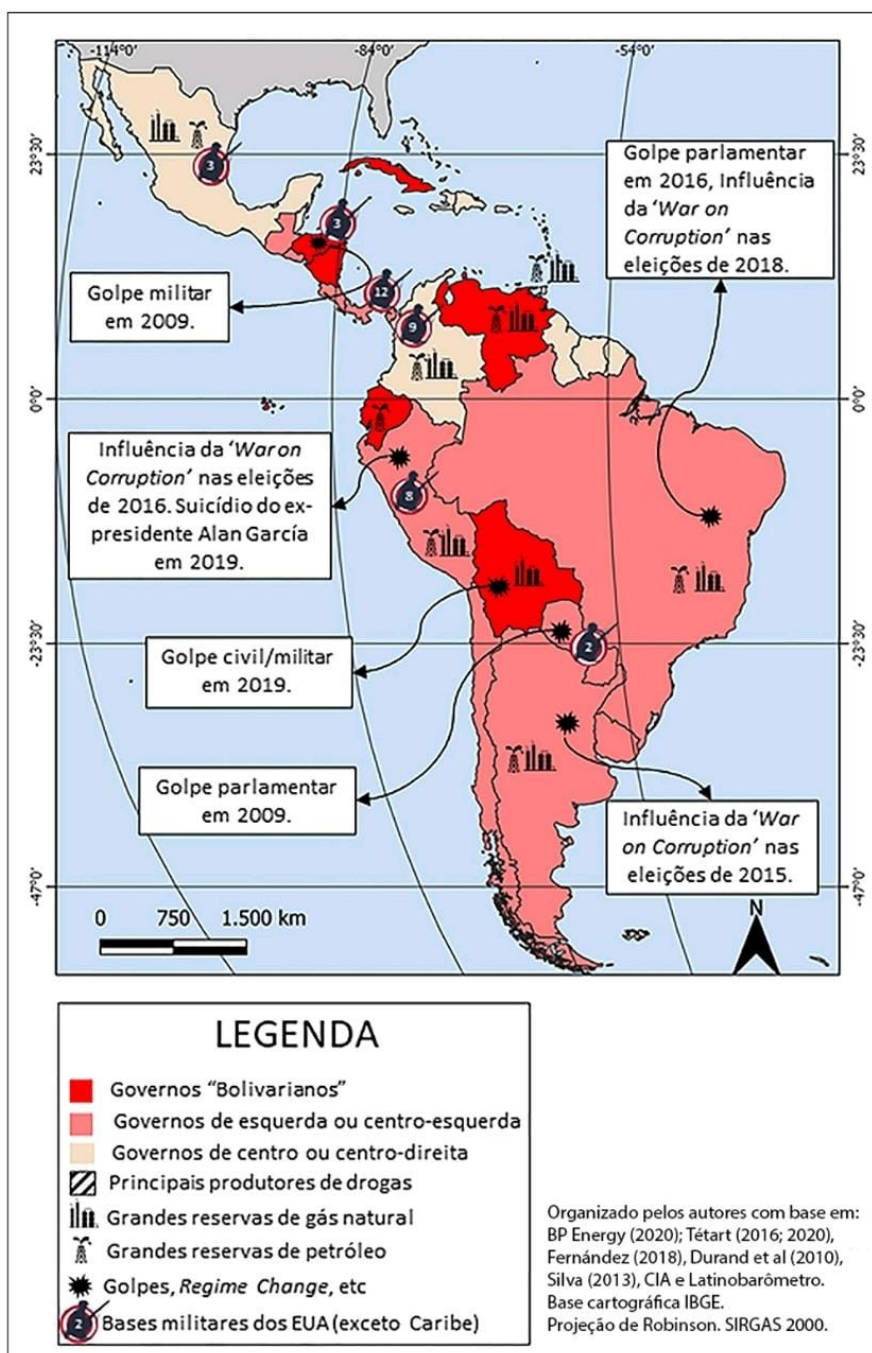 -114°0'
-84°0'
-54°0'
23°30'
23°30'
0°0'
0°0'
-23°30'
-23°30'
-47°0'
-47°0'
3
3
12
9
8
2
Golpe parlamentar
em 2016, Influência
da ‘War on
Corruption’ nas
eleições de 2018.
Golpe militar
em 2009.
Influência da ‘War on
Corruption’ nas eleições
de 2016. Suicídio do ex-
presidente Alan García
em 2019.
Golpe civil/militar
em 2019.
Golpe parlamentar
em 2009.
Influência da ‘War
on Corruption’ nas
eleições de 2015.
0 750 1.500 km
N
LEGENDA
Governos “Bolivarianos”
Governos de esquerda ou centro-esquerda
Governos de centro ou centro-direita
Principais produtores de drogas
Grandes reservas de gás natural
Grandes reservas de petróleo
Golpes, Regime Change, etc
2 Bases militares dos EUA (exceto Caribe)
Organizado pelos autores com base em:
BP Energy (2020); Tétart (2016; 2020),
Fernández (2018), Durand et al (2010),
Silva (2013), CIA e Latinobarômetro.
Base cartográfica IBGE.
Projeção de Robinson. SIRGAS 2000.